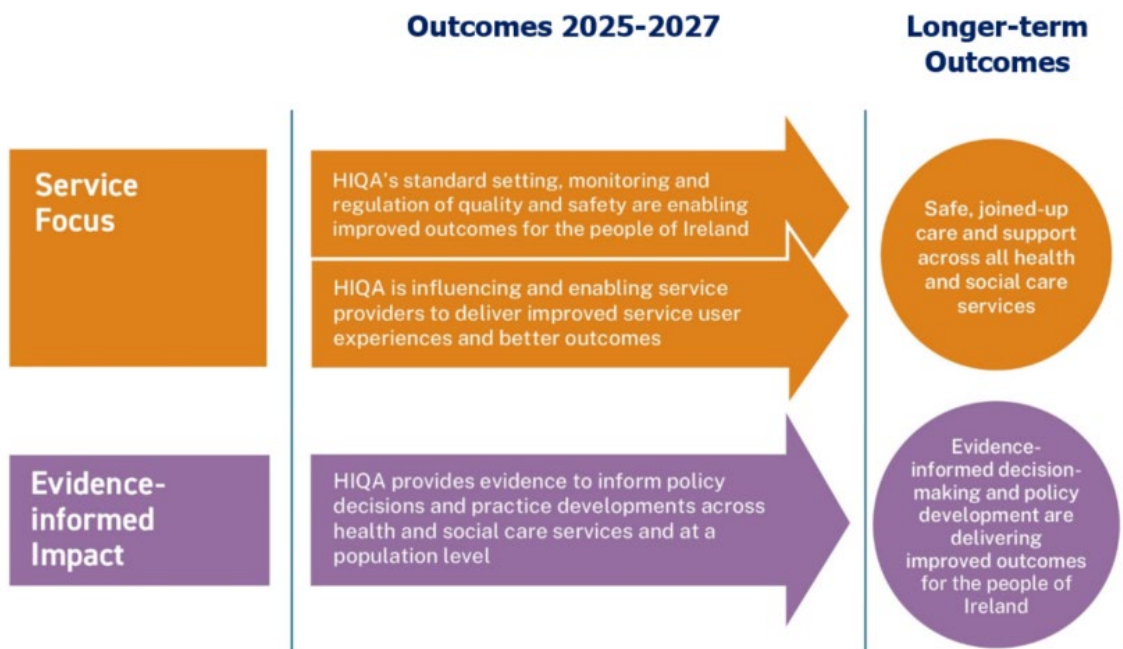 Outcomes 2025-2027
Longer-term
Outcomes
Service
Focus
HIQA's standard setting, monitoring and
regulation of quality and safety are enabling
improved outcomes for the people of Ireland
HIQA is influencing and enabling service
providers to deliver improved service user
experiences and better outcomes
Safe, joined-up
care and support
across all health
and social care
services
Evidence-
informed
Impact
HIQA provides evidence to inform policy
decisions and practice developments across
health and social care services and at a
population level
Evidence-
informed decision-
making and policy
development are
delivering
improved outcomes
for the people of
Ireland